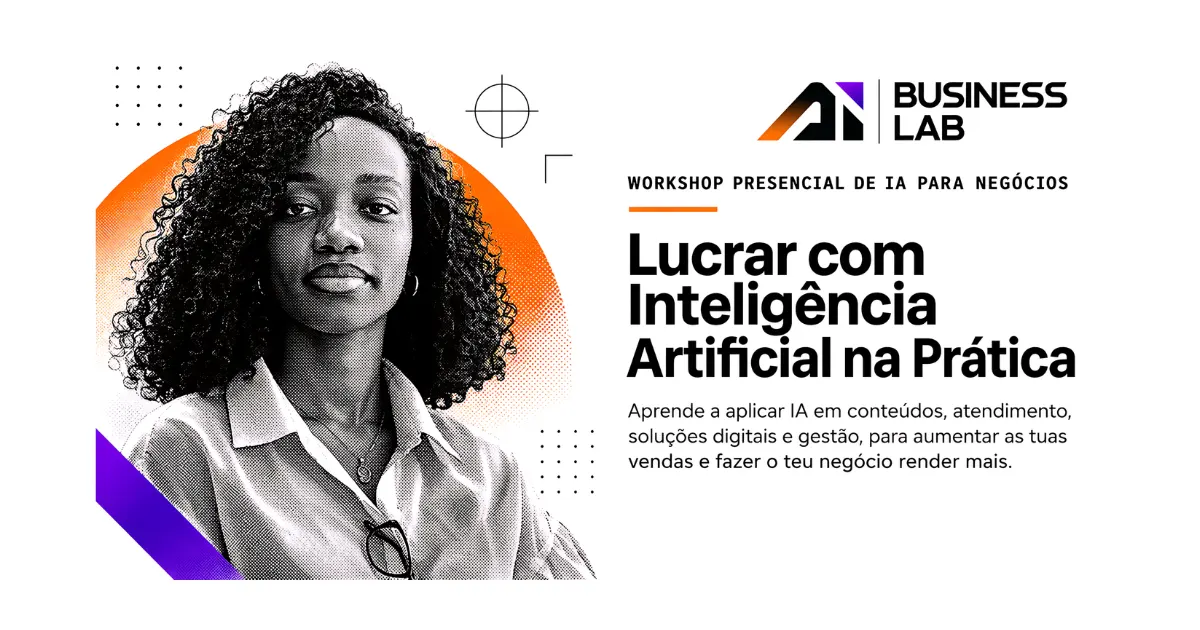 AI
BUSINESS
LAB
WORKSHOP PRESENCIAL DE IA PARA NEGÓCIOS
Lucrar com
Inteligência
Artificial na Prática
Aprende a aplicar IA em conteúdos, atendimento,
soluções digitais e gestão, para aumentar as tuas
vendas e fazer o teu negócio render mais.